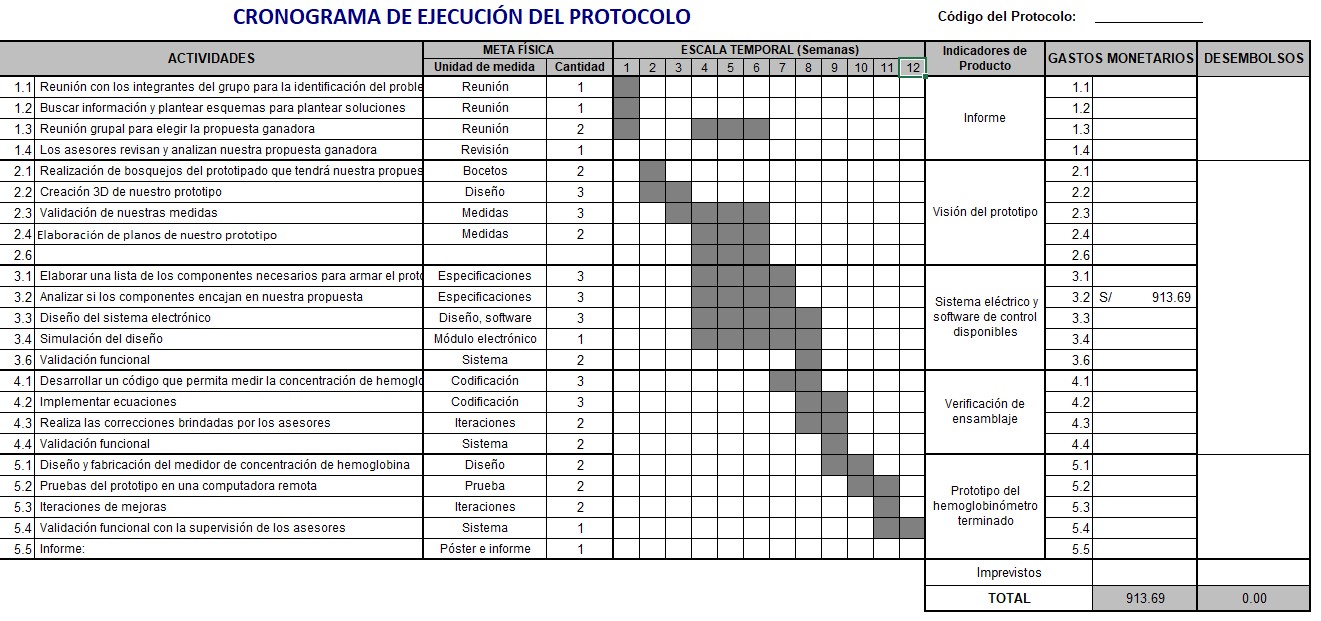 CRONOGRAMA DE EJECUCIÓN DEL PROTOCOLO
Código del Protocolo:
ACTIVIDADES META FÍSICA ESCALA TEMPORAL (Semanas) Indicadores de Producto GASTOS MONETARIOS DESEMBOLSOS
Unidad de medida Cantidad 1 2 3 4 5 6 7 8 9 10 11 12
1.1 Reunión con los integrantes del grupo para la identificación del proble Reunión 1 1.1
1.2 Buscar información y plantear esquemas para plantear soluciones Reunión 1 1.2
Informe
1.3 Reunión grupal para elegir la propuesta ganadora Reunión 2 1.3
1.4 Los asesores revisan y analizan nuestra propuesta ganadora Revisión 1 1.4
2.1 Realización de bosquejos del prototipado que tendrá nuestra propues Bocetos 2 2.1
2.2 Creación 3D de nuestro prototipo Diseño 3 2.2
2.3 Validación de nuestras medidas Medidas 3 Visión del prototipo 2.3
2.4 Elaboración de planos de nuestro prototipo Medidas 2 2.4
2.6 2.6
3.1 Elaborar una lista de los componentes necesarios para armar el proto Especificaciones 3 3.1
3.2 Analizar si los componentes encajan en nuestra propuesta Especificaciones 3 3.2 S/ 913.69
Sistema eléctrico y
software de control
disponibles
3.3 Diseño del sistema electrónico Diseño, software 3 3.3
3.4 Simulación del diseño Módulo electrónico 1 3.4
3.6 Validación funcional Sistema 2 3.6
4.1 Desarrollar un código que permita medir la concentración de hemoglo Codificación 3 4.1
4.2 Implementar ecuaciones Codificación 3 4.2
Verificación de
ensamblaje
4.3 Realiza las correcciones brindadas por los asesores Iteraciones 2 4.3
4.4 Validación funcional Sistema 2 4.4
5.1 Diseño y fabricación del medidor de concentración de hemoglobina Diseño 2 5.1
5.2 Pruebas del prototipo en una computadora remota Prueba 2 5.2
Prototipo del
hemoglobinómetro
terminado
5.3 Iteraciones de mejoras Iteraciones 2 5.3
5.4 Validación funcional con la supervisión de los asesores Sistema 1 5.4
5.5 Informe: Póster e informe 1 5.5
Imprevistos
TOTAL 913.69 0.00